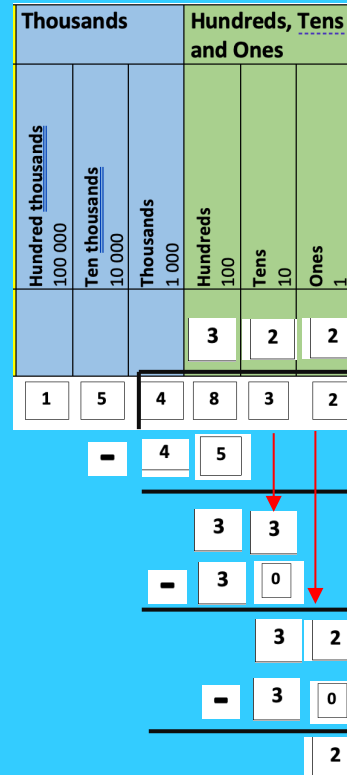 Thousands
Hundreds, Tens
and Ones
Hundred thousands
100 000
Ten thousands
10 000
Thousands
1 000
Hundreds
100
Tens
10
Ones
1
3 2 2
1 5 4 8 3 2
- 4 5
3 3
- 3 0
3 2
- 3 0
2